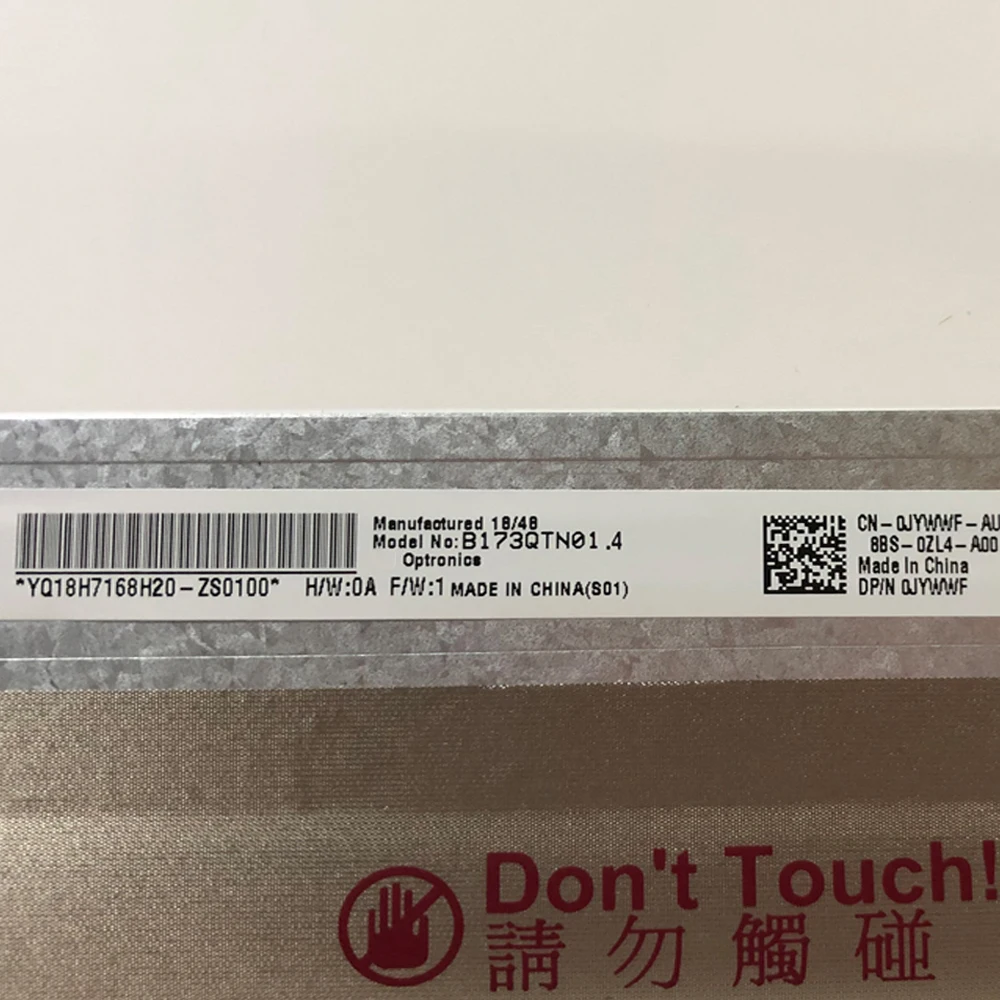 Manufactured 18/48
Model No:B173QTN01.4
Optronics
*YQ18H7168H20-ZS0100* H/W:0A F/W:1 MADE IN CHINA(S01)
CN-0JYWWF-AU
8BS-0ZL4-A00
Made In China
DP/N 0JYWWF
Don't Touch!
請勿觸碰